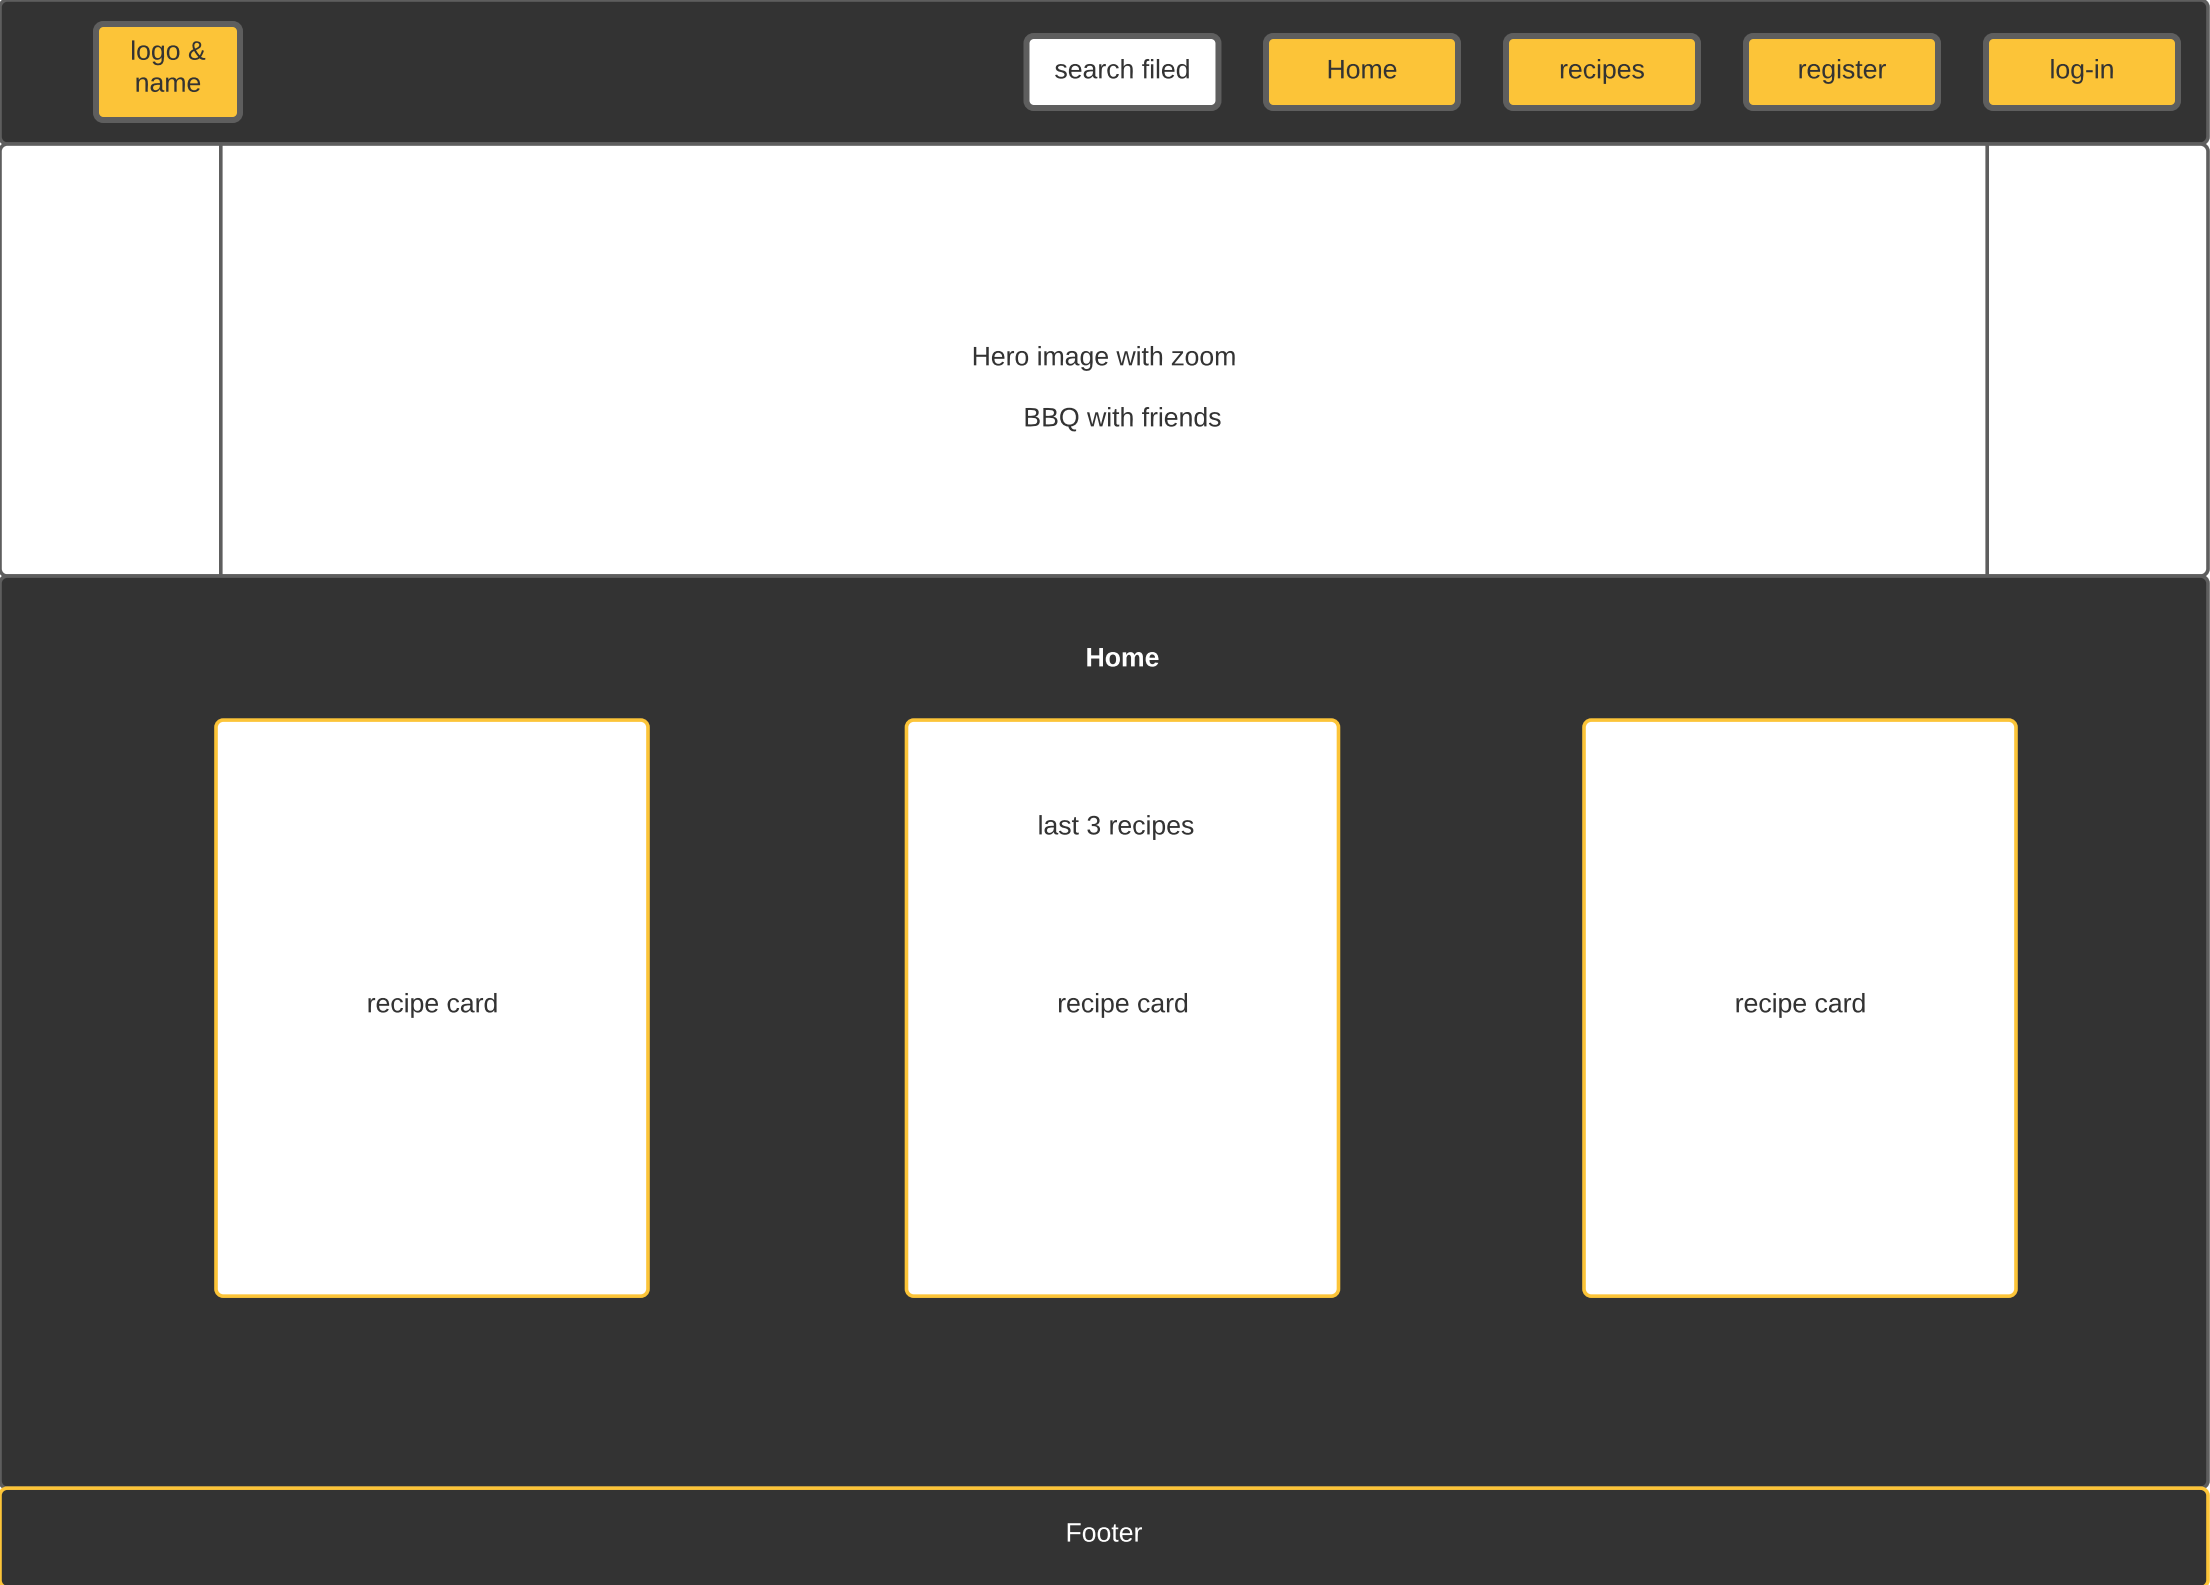 logo &
name
search filed
Home
recipes
register
log-in
Hero image with zoom
BBQ with friends
Home
last 3 recipes
recipe card
recipe card
recipe card
Footer